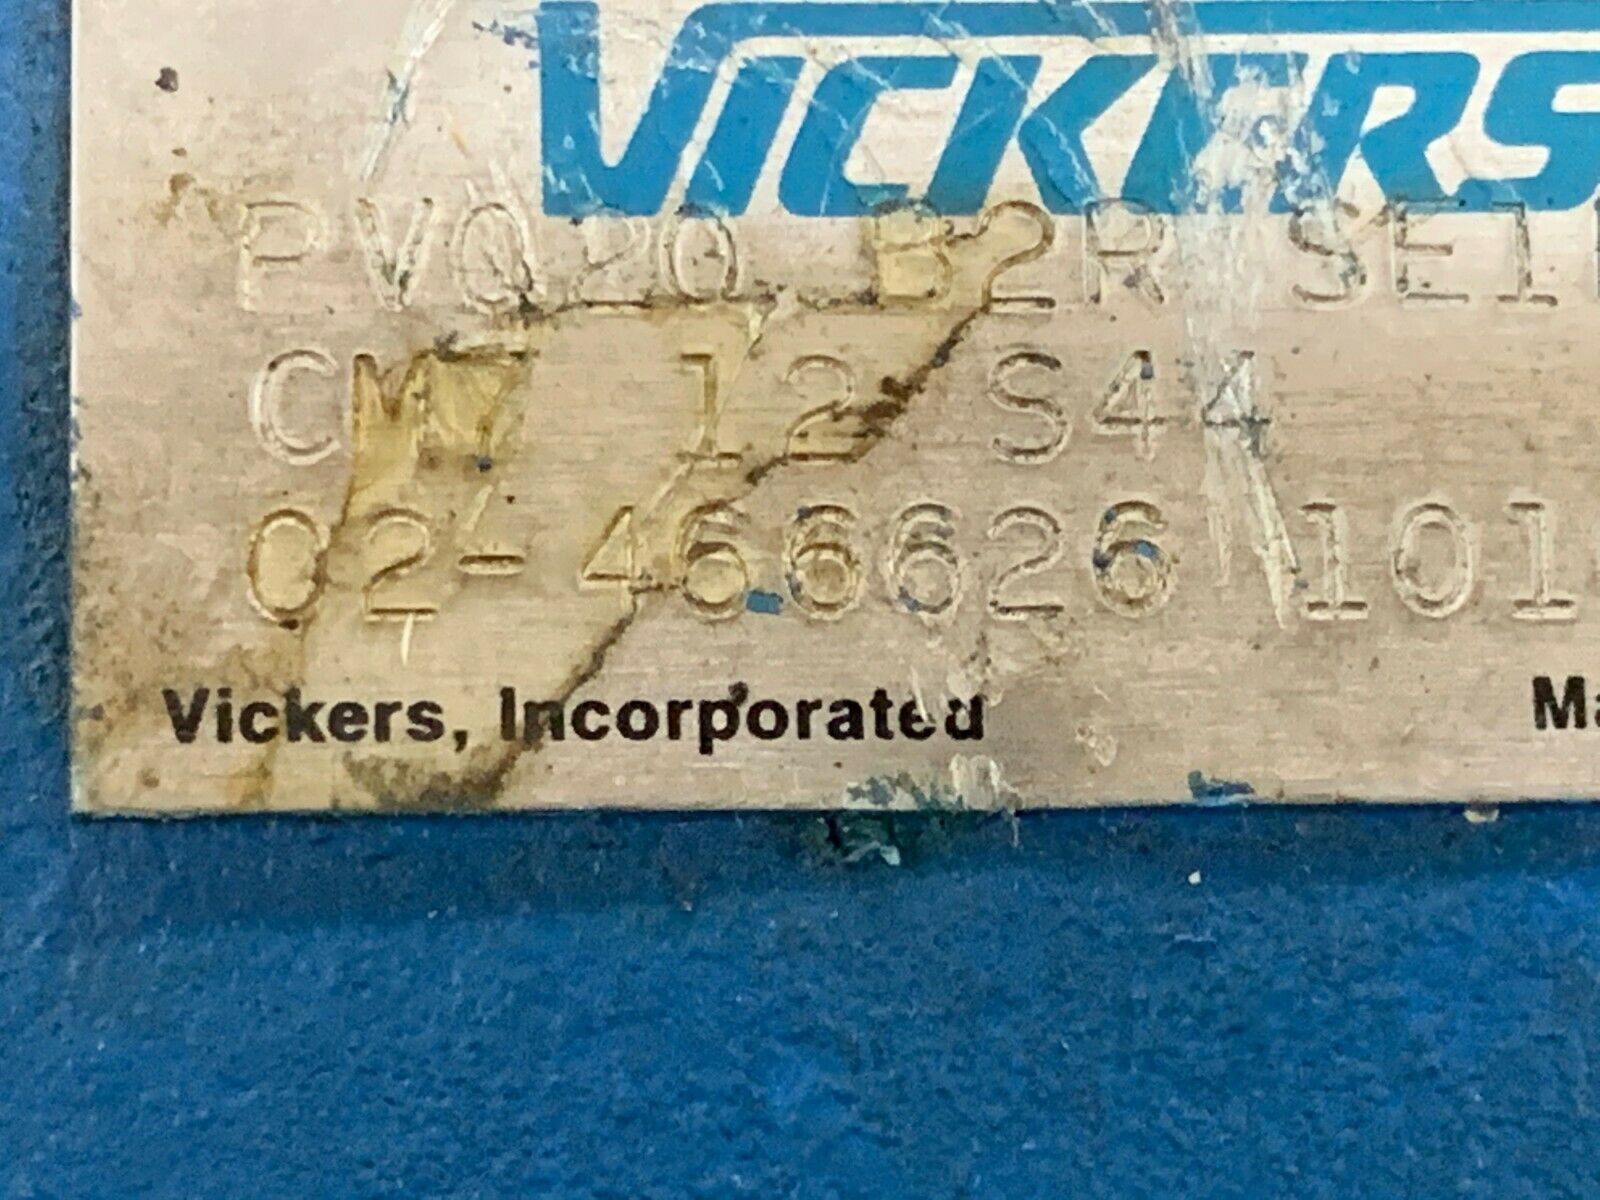 VICKERS
PVQ20 B2R SE1
CM7 12 S44
02-466626 101
Vickers, Incorporated Ma